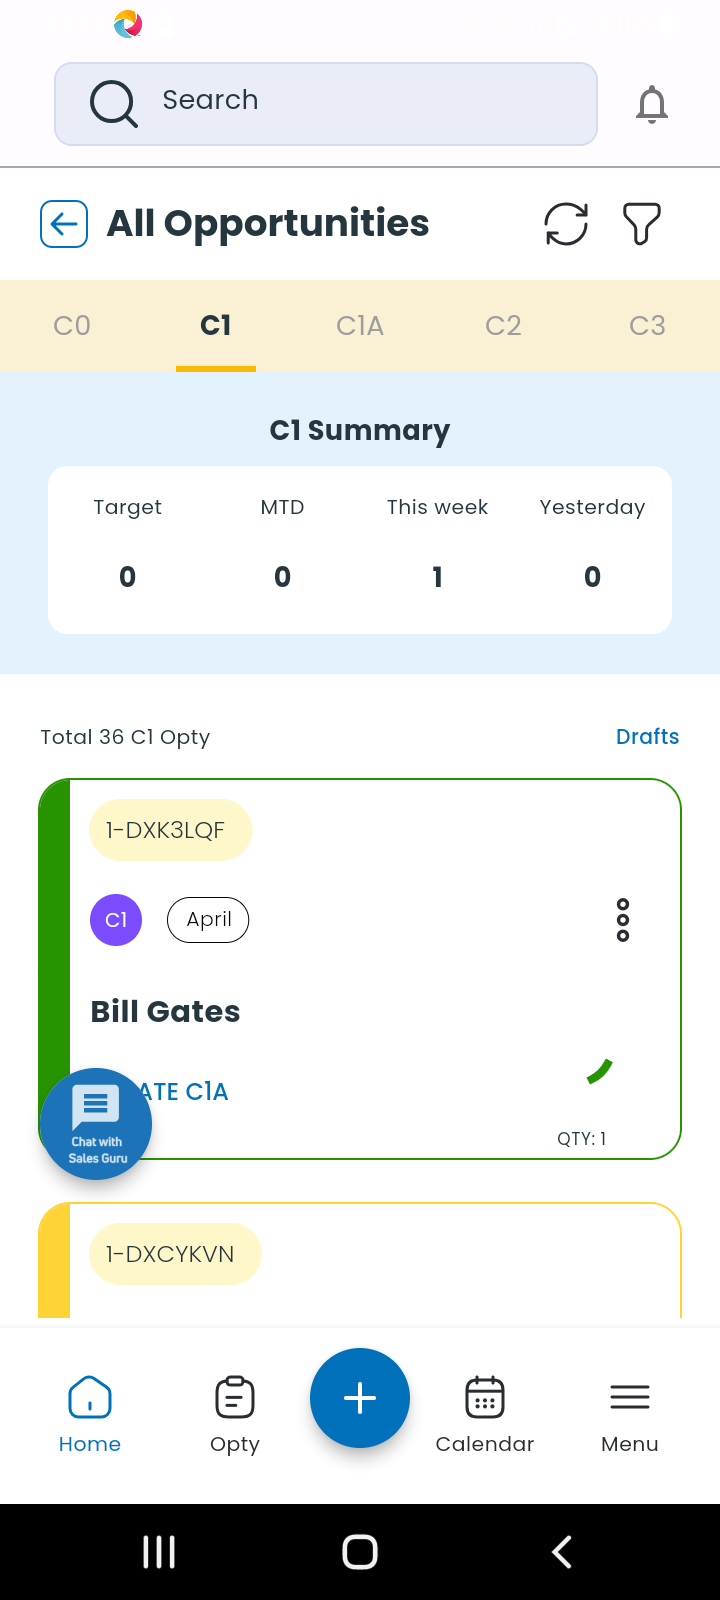 Search
All Opportunities
C0 C1 C1A C2 C3
C1 Summary
Target MTD This week Yesterday
0 0 1 0
Total 36 C1 Opty Drafts
1-DXK3LQF
C1 April
Bill Gates
ATE C1A
Chat with
Sales Guru
QTY: 1
1-DXCYKVN
Home Opty Calendar Menu